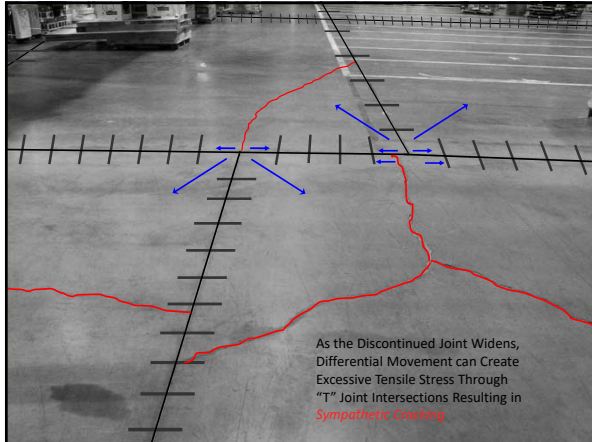 As the Discontinued Joint Widens,
Differential Movement can Create
Excessive Tensile Stress Through
“T” Joint Intersections Resulting in
Sympathetic Cracking